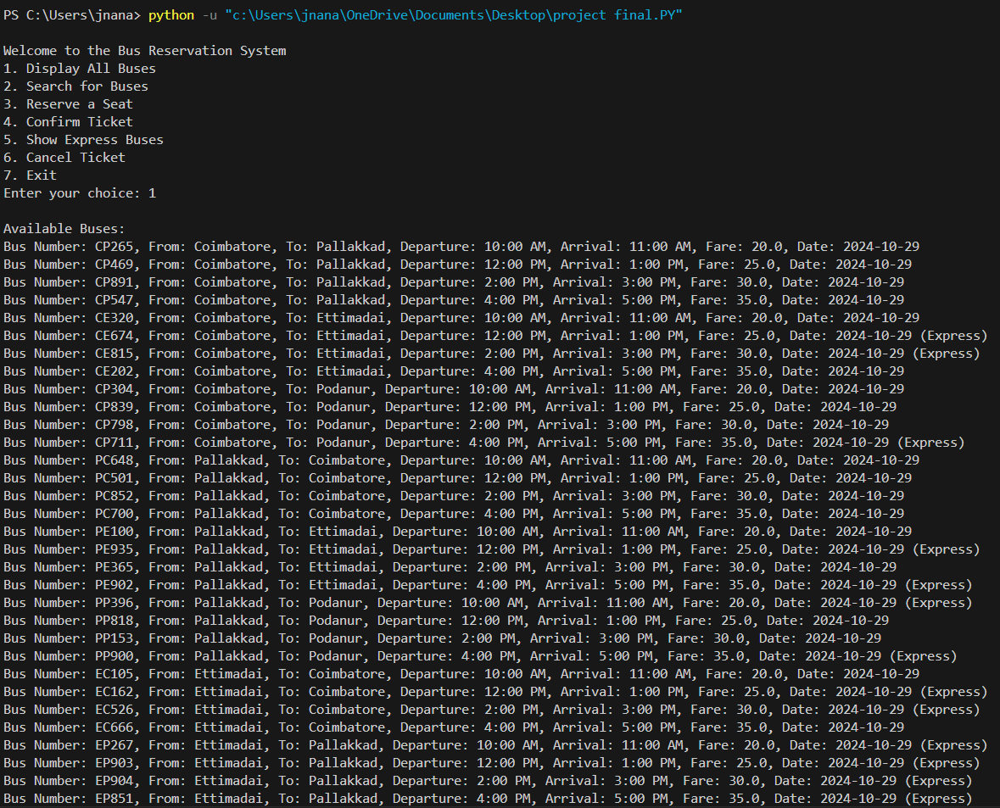 PS C:\Users\jnana> python -u "c:\Users\jnana\OneDrive\Documents\Desktop\project final.PY"
Welcome to the Bus Reservation System
1. Display All Buses
2. Search for Buses
3. Reserve a Seat
4. Confirm Ticket
5. Show Express Buses
6. Cancel Ticket
7. Exit
Enter your choice: 1
Available Buses:
Bus Number: CP265, From: Coimbatore, To: Pallakkad, Departure: 10:00 AM, Arrival: 11:00 AM, Fare: 20.0, Date: 2024-10-29
Bus Number: CP469, From: Coimbatore, To: Pallakkad, Departure: 12:00 PM, Arrival: 1:00 PM, Fare: 25.0, Date: 2024-10-29
Bus Number: CP891, From: Coimbatore, To: Pallakkad, Departure: 2:00 PM, Arrival: 3:00 PM, Fare: 30.0, Date: 2024-10-29
Bus Number: CP547, From: Coimbatore, To: Pallakkad, Departure: 4:00 PM, Arrival: 5:00 PM, Fare: 35.0, Date: 2024-10-29
Bus Number: CE320, From: Coimbatore, To: Ettimadai, Departure: 10:00 AM, Arrival: 11:00 AM, Fare: 20.0, Date: 2024-10-29
Bus Number: CE674, From: Coimbatore, To: Ettimadai, Departure: 12:00 PM, Arrival: 1:00 PM, Fare: 25.0, Date: 2024-10-29 (Express)
Bus Number: CE815, From: Coimbatore, To: Ettimadai, Departure: 2:00 PM, Arrival: 3:00 PM, Fare: 30.0, Date: 2024-10-29 (Express)
Bus Number: CE202, From: Coimbatore, To: Ettimadai, Departure: 4:00 PM, Arrival: 5:00 PM, Fare: 35.0, Date: 2024-10-29
Bus Number: CP304, From: Coimbatore, To: Podanur, Departure: 10:00 AM, Arrival: 11:00 AM, Fare: 20.0, Date: 2024-10-29
Bus Number: CP839, From: Coimbatore, To: Podanur, Departure: 12:00 PM, Arrival: 1:00 PM, Fare: 25.0, Date: 2024-10-29
Bus Number: CP798, From: Coimbatore, To: Podanur, Departure: 2:00 PM, Arrival: 3:00 PM, Fare: 30.0, Date: 2024-10-29
Bus Number: CP711, From: Coimbatore, To: Podanur, Departure: 4:00 PM, Arrival: 5:00 PM, Fare: 35.0, Date: 2024-10-29 (Express)
Bus Number: PC648, From: Pallakkad, To: Coimbatore, Departure: 10:00 AM, Arrival: 11:00 AM, Fare: 20.0, Date: 2024-10-29
Bus Number: PC501, From: Pallakkad, To: Coimbatore, Departure: 12:00 PM, Arrival: 1:00 PM, Fare: 25.0, Date: 2024-10-29
Bus Number: PC852, From: Pallakkad, To: Coimbatore, Departure: 2:00 PM, Arrival: 3:00 PM, Fare: 30.0, Date: 2024-10-29
Bus Number: PC700, From: Pallakkad, To: Coimbatore, Departure: 4:00 PM, Arrival: 5:00 PM, Fare: 35.0, Date: 2024-10-29
Bus Number: PE100, From: Pallakkad, To: Ettimadai, Departure: 10:00 AM, Arrival: 11:00 AM, Fare: 20.0, Date: 2024-10-29
Bus Number: PE935, From: Pallakkad, To: Ettimadai, Departure: 12:00 PM, Arrival: 1:00 PM, Fare: 25.0, Date: 2024-10-29 (Express)
Bus Number: PE365, From: Pallakkad, To: Ettimadai, Departure: 2:00 PM, Arrival: 3:00 PM, Fare: 30.0, Date: 2024-10-29
Bus Number: PE902, From: Pallakkad, To: Ettimadai, Departure: 4:00 PM, Arrival: 5:00 PM, Fare: 35.0, Date: 2024-10-29 (Express)
Bus Number: PP396, From: Pallakkad, To: Podanur, Departure: 10:00 AM, Arrival: 11:00 AM, Fare: 20.0, Date: 2024-10-29 (Express)
Bus Number: PP818, From: Pallakkad, To: Podanur, Departure: 12:00 PM, Arrival: 1:00 PM, Fare: 25.0, Date: 2024-10-29
Bus Number: PP153, From: Pallakkad, To: Podanur, Departure: 2:00 PM, Arrival: 3:00 PM, Fare: 30.0, Date: 2024-10-29
Bus Number: PP900, From: Pallakkad, To: Podanur, Departure: 4:00 PM, Arrival: 5:00 PM, Fare: 35.0, Date: 2024-10-29 (Express)
Bus Number: EC105, From: Ettimadai, To: Coimbatore, Departure: 10:00 AM, Arrival: 11:00 AM, Fare: 20.0, Date: 2024-10-29
Bus Number: EC162, From: Ettimadai, To: Coimbatore, Departure: 12:00 PM, Arrival: 1:00 PM, Fare: 25.0, Date: 2024-10-29 (Express)
Bus Number: EC526, From: Ettimadai, To: Coimbatore, Departure: 2:00 PM, Arrival: 3:00 PM, Fare: 30.0, Date: 2024-10-29 (Express)
Bus Number: EC666, From: Ettimadai, To: Coimbatore, Departure: 4:00 PM, Arrival: 5:00 PM, Fare: 35.0, Date: 2024-10-29
Bus Number: EP267, From: Ettimadai, To: Pallakkad, Departure: 10:00 AM, Arrival: 11:00 AM, Fare: 20.0, Date: 2024-10-29 (Express)
Bus Number: EP903, From: Ettimadai, To: Pallakkad, Departure: 12:00 PM, Arrival: 1:00 PM, Fare: 25.0, Date: 2024-10-29 (Express)
Bus Number: EP904, From: Ettimadai, To: Pallakkad, Departure: 2:00 PM, Arrival: 3:00 PM, Fare: 30.0, Date: 2024-10-29 (Express)
Bus Number: EP851, From: Ettimadai, To: Pallakkad, Departure: 4:00 PM, Arrival: 5:00 PM, Fare: 35.0, Date: 2024-10-29 (Express)